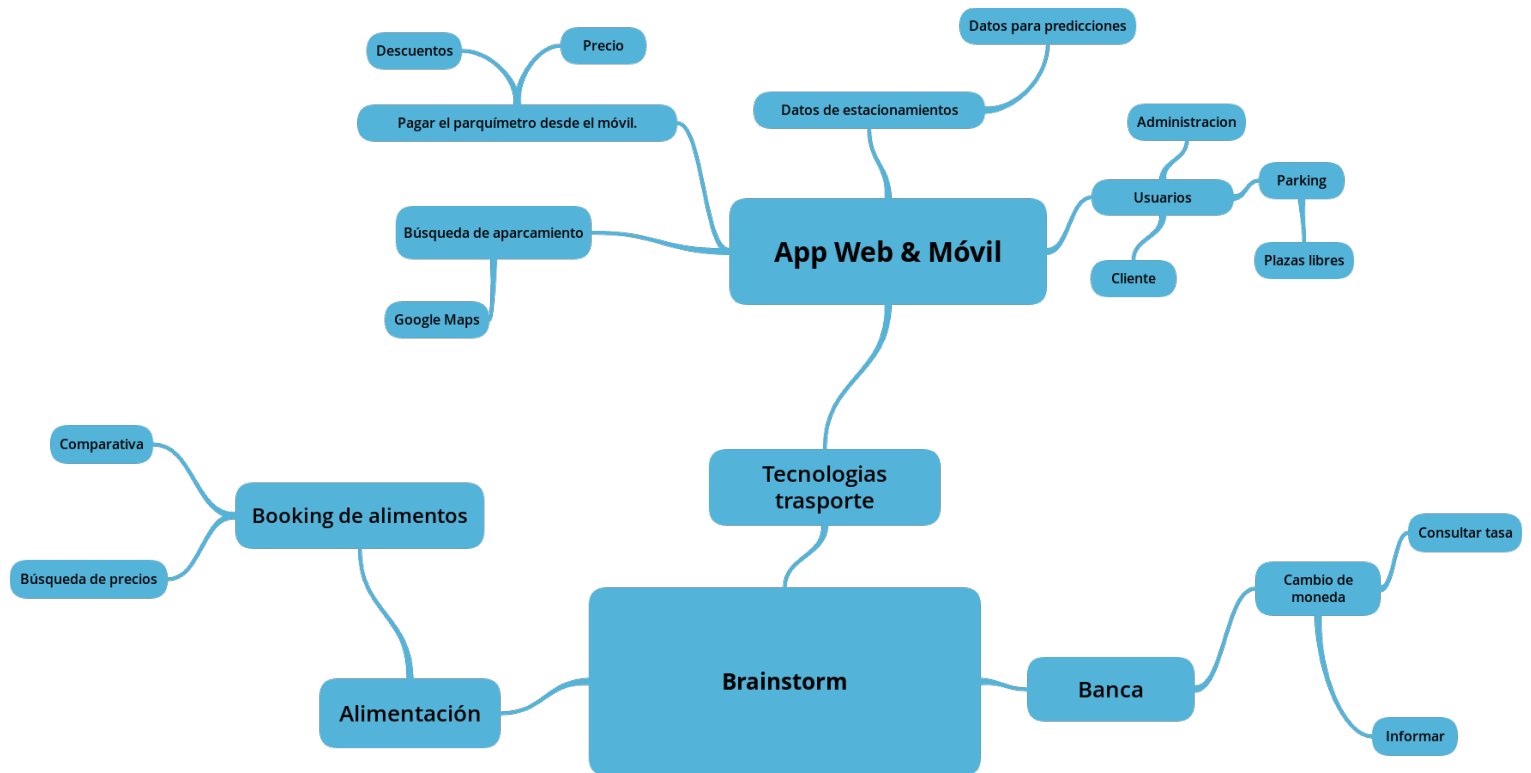 Datos para predicciones
Descuentos
Precio
Pagar el parquímetro desde el móvil.
Datos de estacionamientos
Administracion
Usuarios
Parking
Búsqueda de aparcamiento
App Web & Móvil
Plazas libres
Cliente
Google Maps
Comparativa
Tecnologias
trasporte
Booking de alimentos
Consultar tasa
Búsqueda de precios
Cambio de
moneda
Brainstorm
Banca
Alimentación
Informar